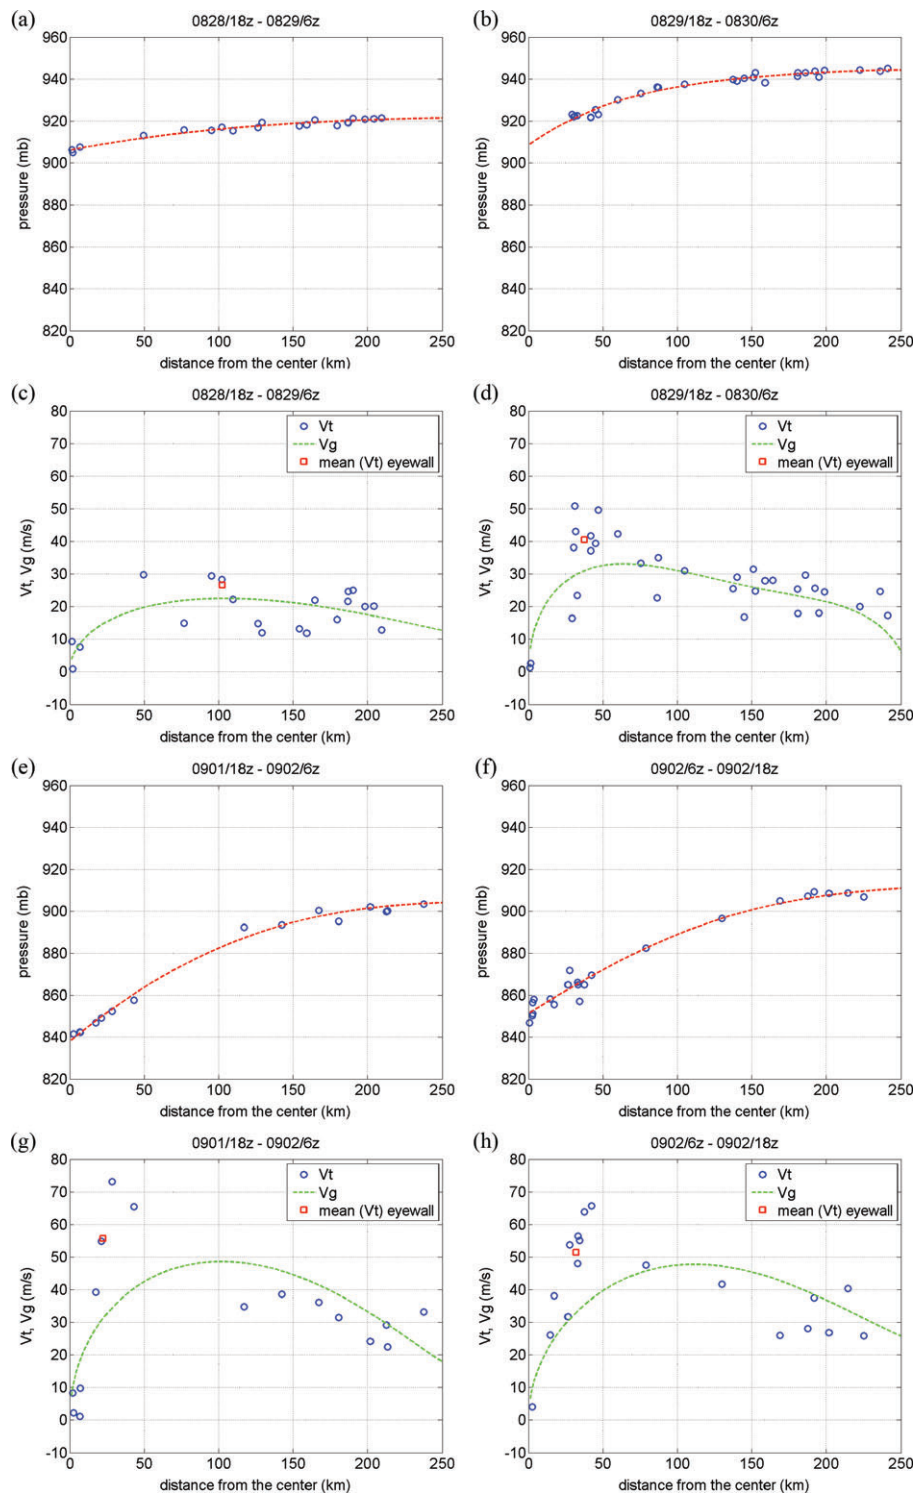 (a)
0828/18z - 0829/6z
960
940
920
900
880
860
840
820
pressure (mb)
0 50 100 150 200 250
distance from the center (km)
(b)
0829/18z - 0830/6z
960
940
920
900
880
860
840
820
pressure (mb)
0 50 100 150 200 250
distance from the center (km)
(c)
0828/18z - 0829/6z
80
70
60
50
40
30
20
10
0
-10
Vt, Vg (m/s)
Vt
Vg
mean (Vt) eyewall
0 50 100 150 200 250
distance from the center (km)
(d)
0829/18z - 0830/6z
80
70
60
50
40
30
20
10
0
-10
Vt, Vg (m/s)
Vt
Vg
mean (Vt) eyewall
0 50 100 150 200 250
distance from the center (km)
(e)
0901/18z - 0902/6z
960
940
920
900
880
860
840
820
pressure (mb)
0 50 100 150 200 250
distance from the center (km)
(f)
0902/6z - 0902/18z
960
940
920
900
880
860
840
820
pressure (mb)
0 50 100 150 200 250
distance from the center (km)
(g)
0901/18z - 0902/6z
80
70
60
50
40
30
20
10
0
-10
Vt, Vg (m/s)
Vt
Vg
mean (Vt) eyewall
0 50 100 150 200 250
distance from the center (km)
(h)
0902/6z - 0902/18z
80
70
60
50
40
30
20
10
0
-10
Vt, Vg (m/s)
Vt
Vg
mean (Vt) eyewall
0 50 100 150 200 250
distance from the center (km)